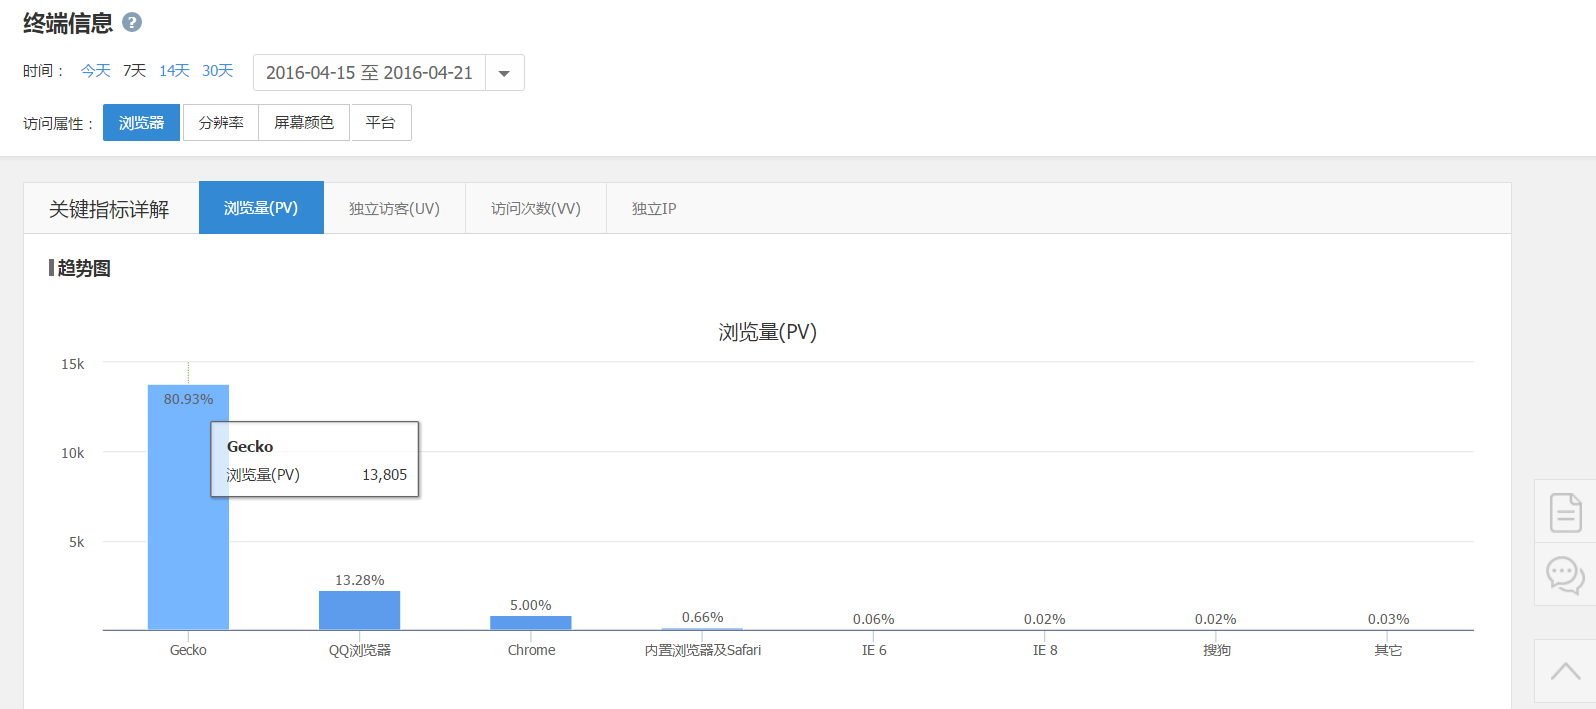 终端信息 ?
时间： 今天 7天 14天 30天 2016-04-15 至 2016-04-21
访问属性： 浏览器 分辨率 屏幕颜色 平台
关键指标详解 浏览量(PV) 独立访客(UV) 访问次数(VV) 独立IP
趋势图
浏览量(PV)
15k
10k
5k
80.93%
Gecko
浏览量(PV) 13,805
13.28%
5.00%
0.66%
0.06%
0.02%
0.02%
0.03%
Gecko QQ浏览器 Chrome 内置浏览器及Safari IE 6 IE 8 搜狗 其它